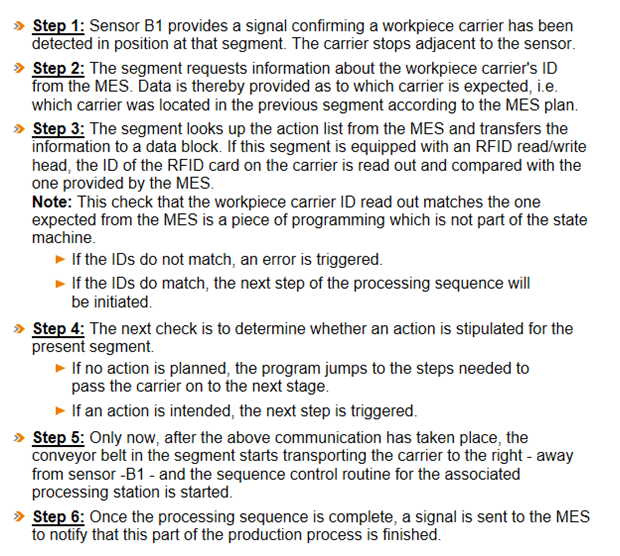 Step 1: Sensor B1 provides a signal confirming a workpiece carrier has been
detected in position at that segment. The carrier stops adjacent to the sensor.
Step 2: The segment requests information about the workpiece carrier's ID
from the MES. Data is thereby provided as to which carrier is expected, i.e.
which carrier was located in the previous segment according to the MES plan.
Step 3: The segment looks up the action list from the MES and transfers the
information to a data block. If this segment is equipped with an RFID read/write
head, the ID of the RFID card on the carrier is read out and compared with the
one provided by the MES.
Note: This check that the workpiece carrier ID read out matches the one
expected from the MES is a piece of programming which is not part of the state
machine.
If the IDs do not match, an error is triggered.
If the IDs do match, the next step of the processing sequence will
be initiated.
Step 4: The next check is to determine whether an action is stipulated for the
present segment.
If no action is planned, the program jumps to the steps needed to
pass the carrier on to the next stage.
If an action is intended, the next step is triggered.
Step 5: Only now, after the above communication has taken place, the
conveyor belt in the segment starts transporting the carrier to the right - away
from sensor -B1 - and the sequence control routine for the associated
processing station is started.
Step 6: Once the processing sequence is complete, a signal is sent to the MES
to notify that this part of the production process is finished.